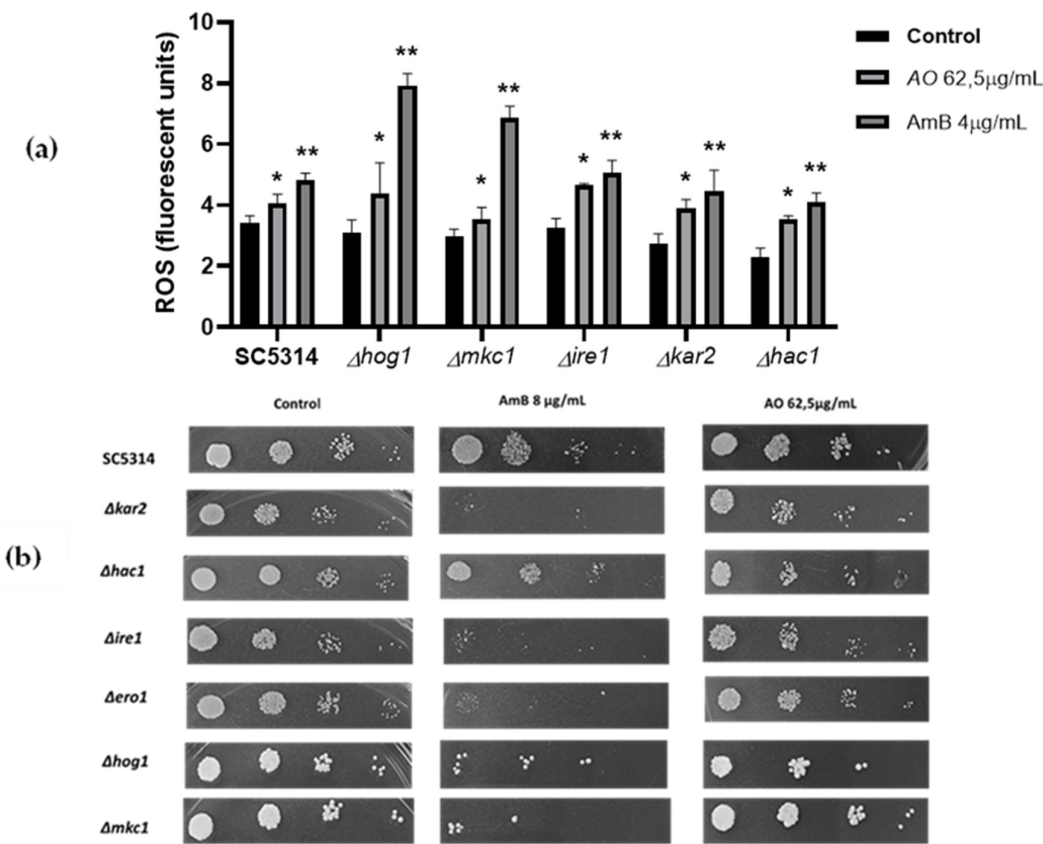 (a)
ROS (fluorescent units)
10
8
6
4
2
0
* ** * ** * ** * ** * ** * **
SC5314 Δhog1 Δmkc1 Δire1 Δkar2 Δhac1
Control
AO 62,5μg/mL
AmB 4μg/mL
(b)
Control AmB 8 μg/mL AO 62,5μg/mL
SC5314
Δkar2
Δhac1
Δire1
Δero1
Δhog1
Δmkc1